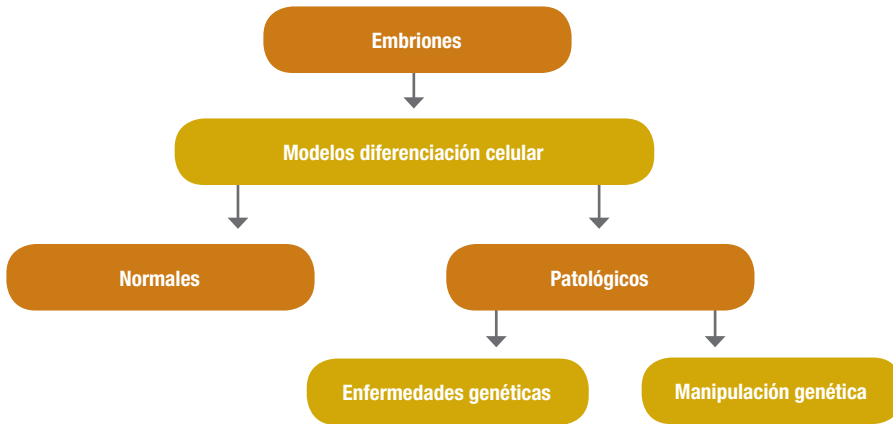 Embriones
Modelos diferenciación celular
Normales
Patológicos
Enfermedades genéticas
Manipulación genética